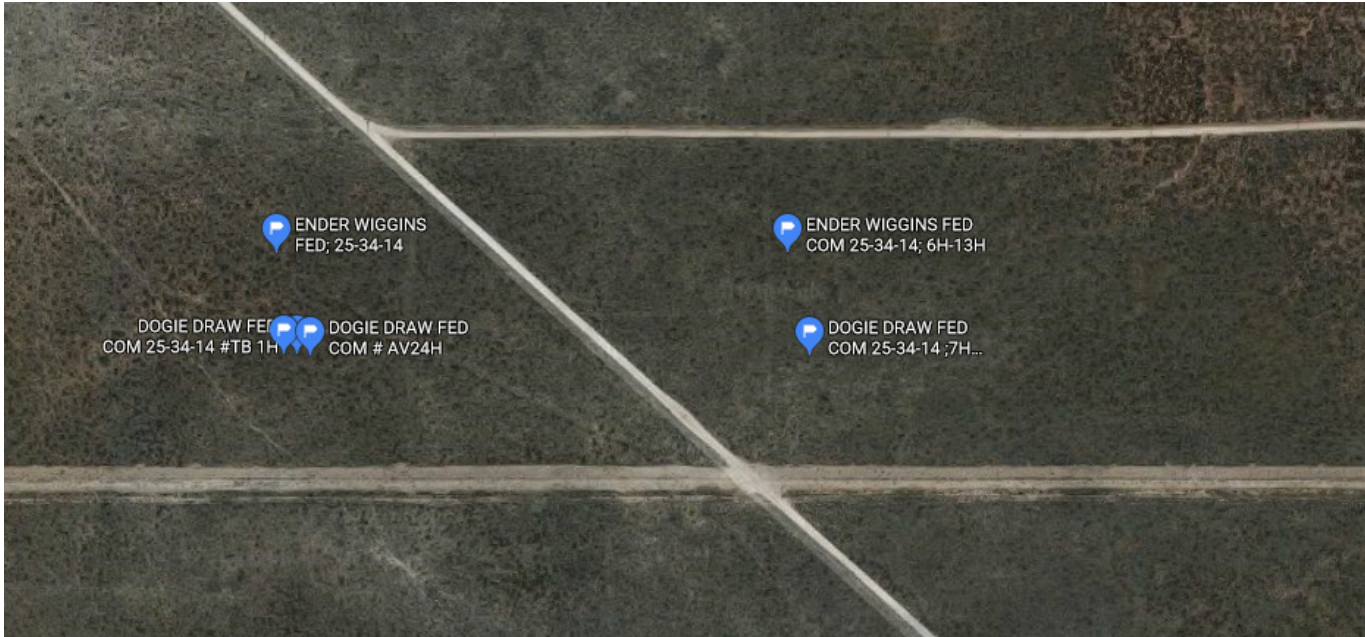 ENDER WIGGINS
FED; 25-34-14
ENDER WIGGINS FED
COM 25-34-14; 6H-13H
DOGIE DRAW FED
COM 25-34-14 #TB 1H
DOGIE DRAW FED
COM # AV24H
DOGIE DRAW FED
COM 25-34-14 ;7H...